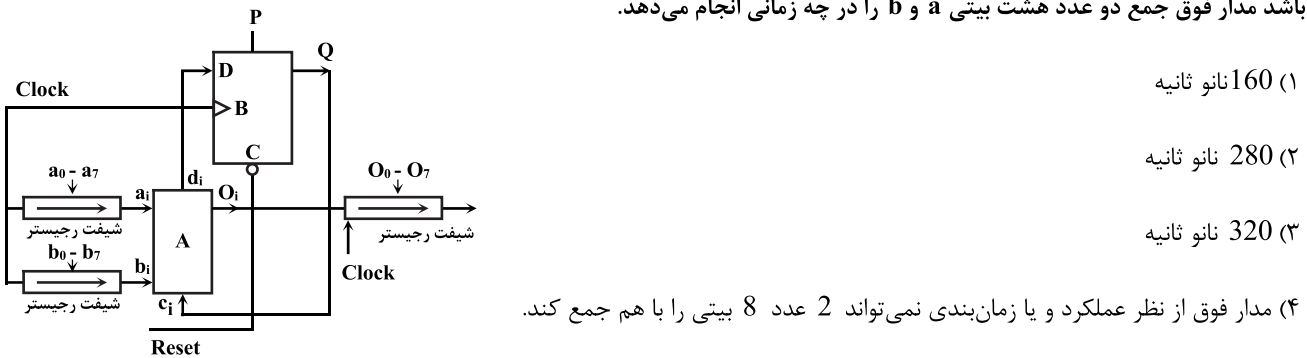 باشد مدار فوق جمع دو عدد هشت بیتی a و b را در چه زمانی انجام می‌دهد.
۱) 160نانو ثانیه
۲) 280 نانو ثانیه
۳) 320 نانو ثانیه
۴) مدار فوق از نظر عملکرد و یا زمان‌بندی نمی‌تواند 2 عدد 8 بیتی را با هم جمع کند.
P
Q
D
Clock
B
C
a₀ - a₇
dᵢ
O₀ - O₇
aᵢ
Oᵢ
شیفت رجیستر
شیفت رجیستر
A
b₀ - b₇
bᵢ
Clock
شیفت رجیستر
cᵢ
Reset